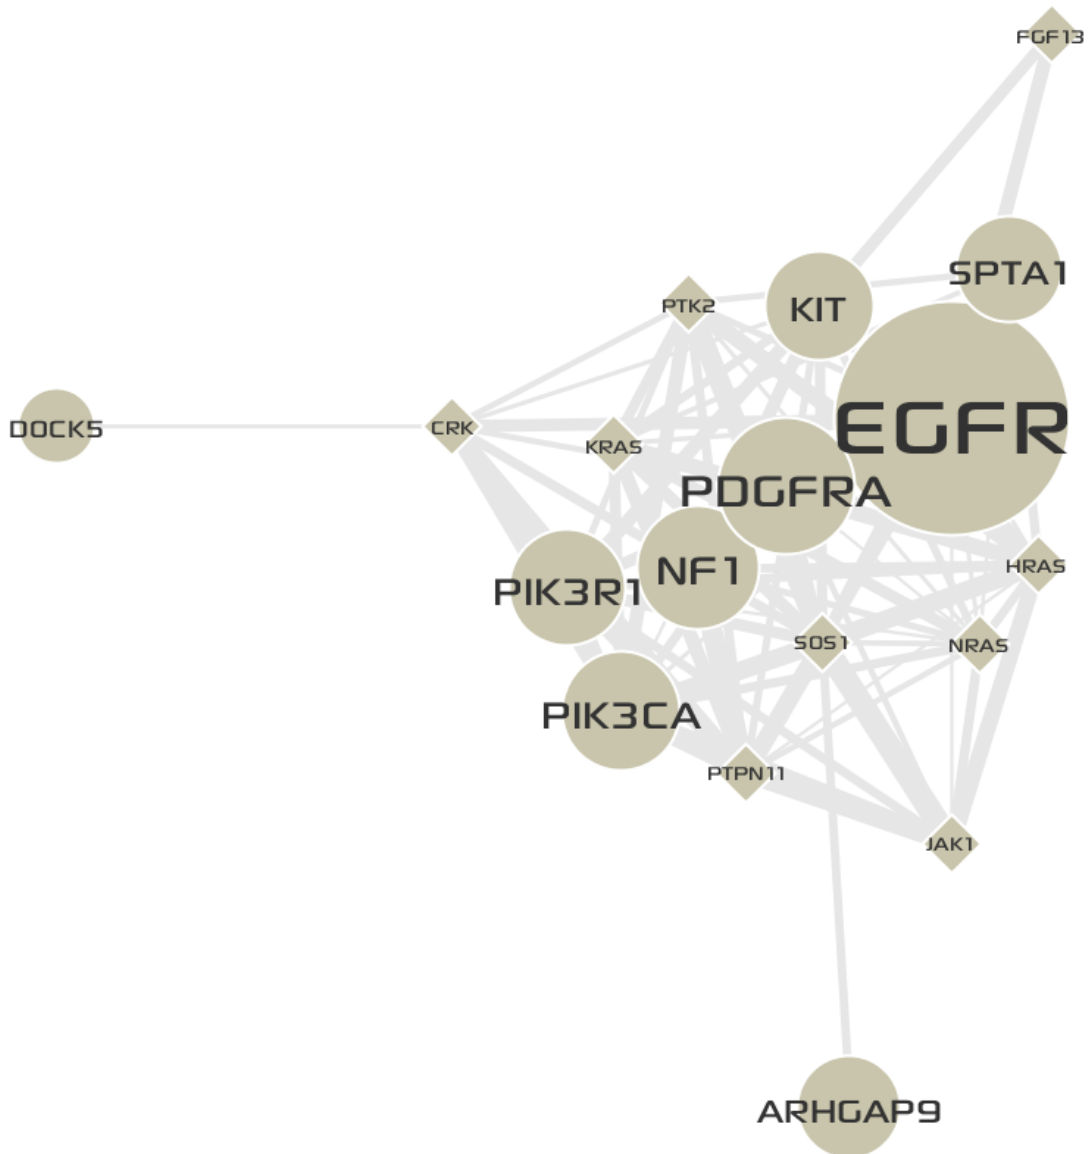 FGF13
SPTA1
PTK2
KIT
EGFR
DOCK5
CRK
KRAS
PDGFRA
HRAS
NF1
PIK3R1
SOS1
NRAS
PIK3CA
PTPN11
JAK1
ARHGAP9